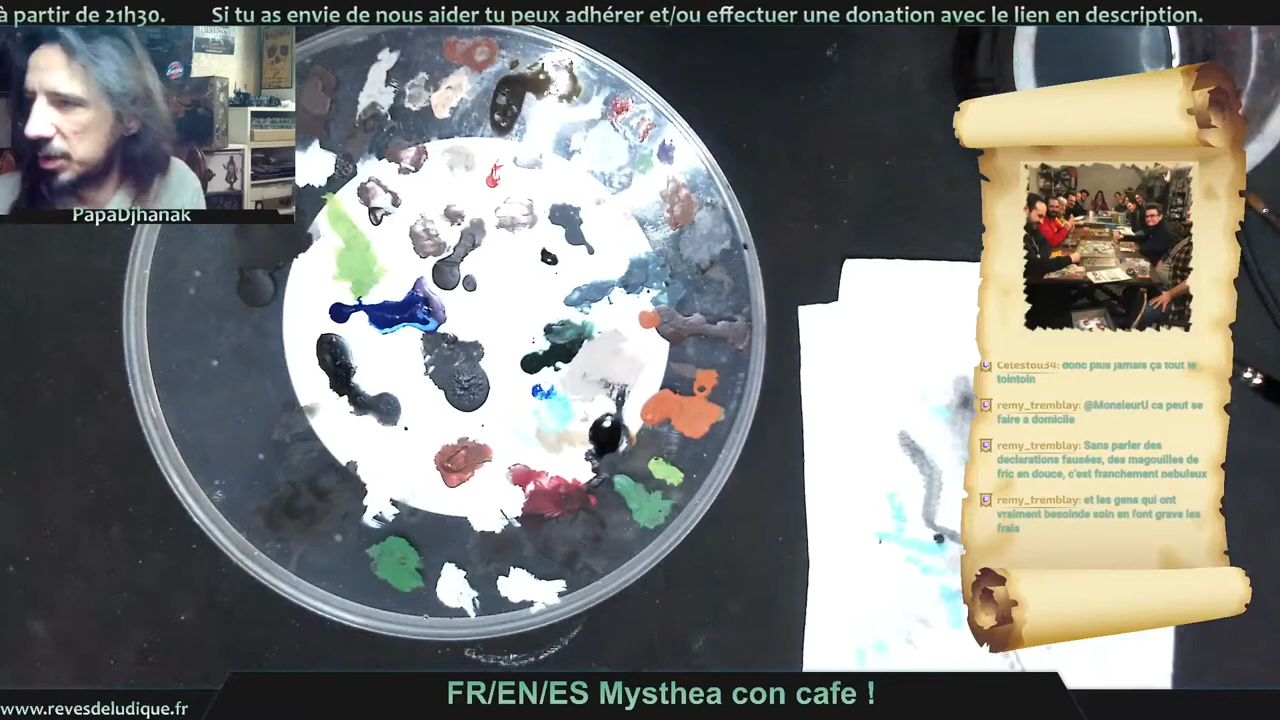 à partir de 21h30. Si tu as envie de nous aider tu peux adhérer et/ou effectuer une donation avec le lien en description.
PapaDjhanak
Celestou34: donc plus jamais ça tout le
tointoin
remy_tremblay: @MonsieurU ca peut se
faire a domicile
remy_tremblay: Sans parler des
declarations fausées, des magouilles de
fric en douce, c'est franchement nebuleux
remy_tremblay: et les gens qui ont
vraiment besoinde soin en font grave les
frais
FR/EN/ES Mysthea con cafe !
www.revesdeludique.fr